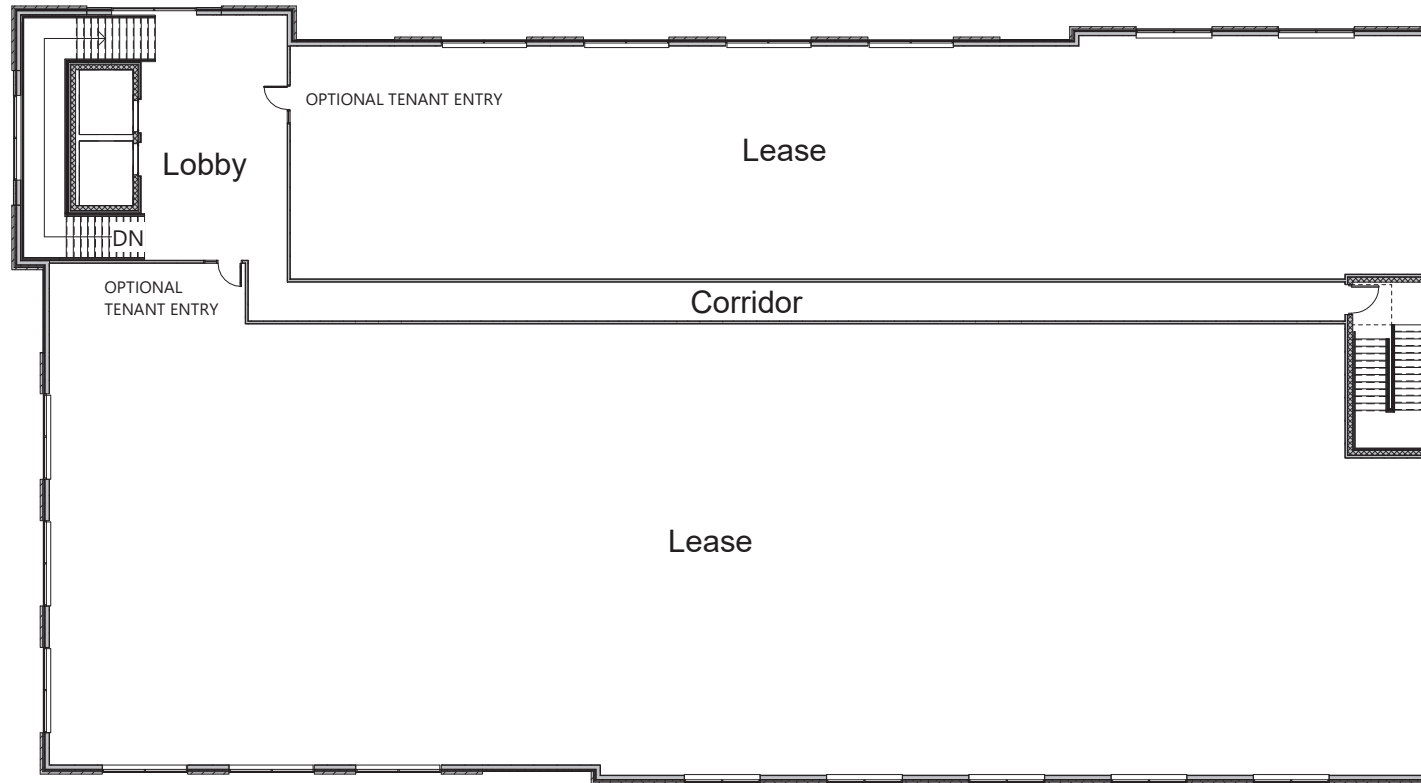 OPTIONAL TENANT ENTRY
Lease
Lobby
DN
OPTIONAL
TENANT ENTRY
Corridor
Lease